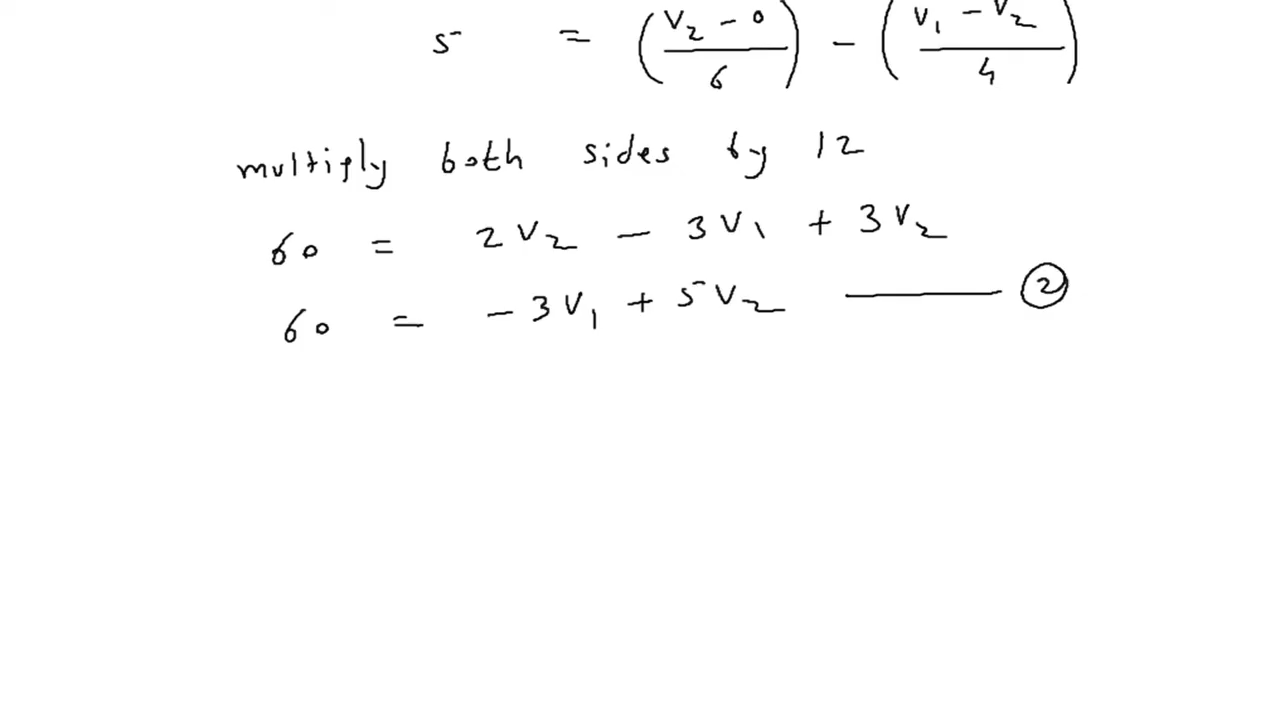 5 = ((V₂ - 0)/6) - ((V₁ - V₂)/4)
multiply both sides by 12
60 = 2V₂ - 3V₁ + 3V₂
60 = -3V₁ + 5V₂ ——— ②